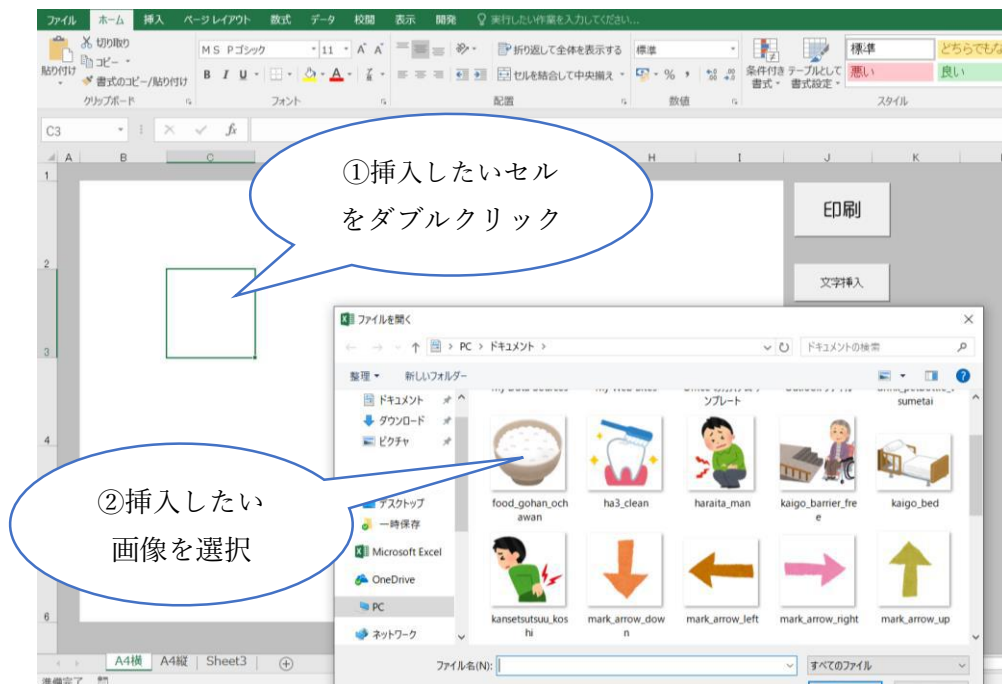 ファイル ホーム 挿入 ページレイアウト 数式 データ 校閲 表示 開発 実行したい作業を入力してください...
切り取り
コピー
書式のコピー/貼り付け
貼り付け
クリップボード
MS Pゴシック 11
B I U
フォント
折り返して全体を表示する
セルを結合して中央揃え
配置
標準
%
数値
条件付き書式
テーブルとして書式設定
標準
悪い
良い
スタイル
C3
fx
A B C H I J K
1
2
3
4
6
①挿入したいセル
をダブルクリック
印刷
文字挿入
ファイルを開く
PC > ドキュメント >
ドキュメントの検索
整理 新しいフォルダー
ドキュメント
ダウンロード
ピクチャ
デスクトップ
一時保存
Microsoft Excel
OneDrive
PC
ネットワーク
ンプレート
sumetai
food_gohan_och
awan
ha3_clean
haraita_man
kaigo_barrier_fre
e
kaigo_bed
kansetsutsuu_kos
hi
mark_arrow_dow
n
mark_arrow_left
mark_arrow_right
mark_arrow_up
②挿入したい
画像を選択
ファイル名(N):
すべてのファイル
A4横 A4縦 Sheet3
準備完了